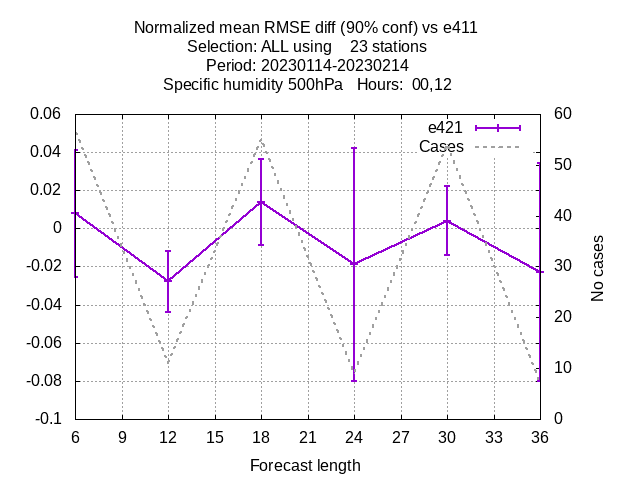 Normalized mean RMSE diff (90% conf) vs e411
Selection: ALL using    23 stations
Period: 20230114-20230214
Specific humidity 500hPa   Hours:  00,12
0.06
0.04
0.02
0
-0.02
-0.04
-0.06
-0.08
-0.1
60
50
40
30
20
10
0
e421
Cases
No cases
6 9 12 15 18 21 24 27 30 33 36
Forecast length